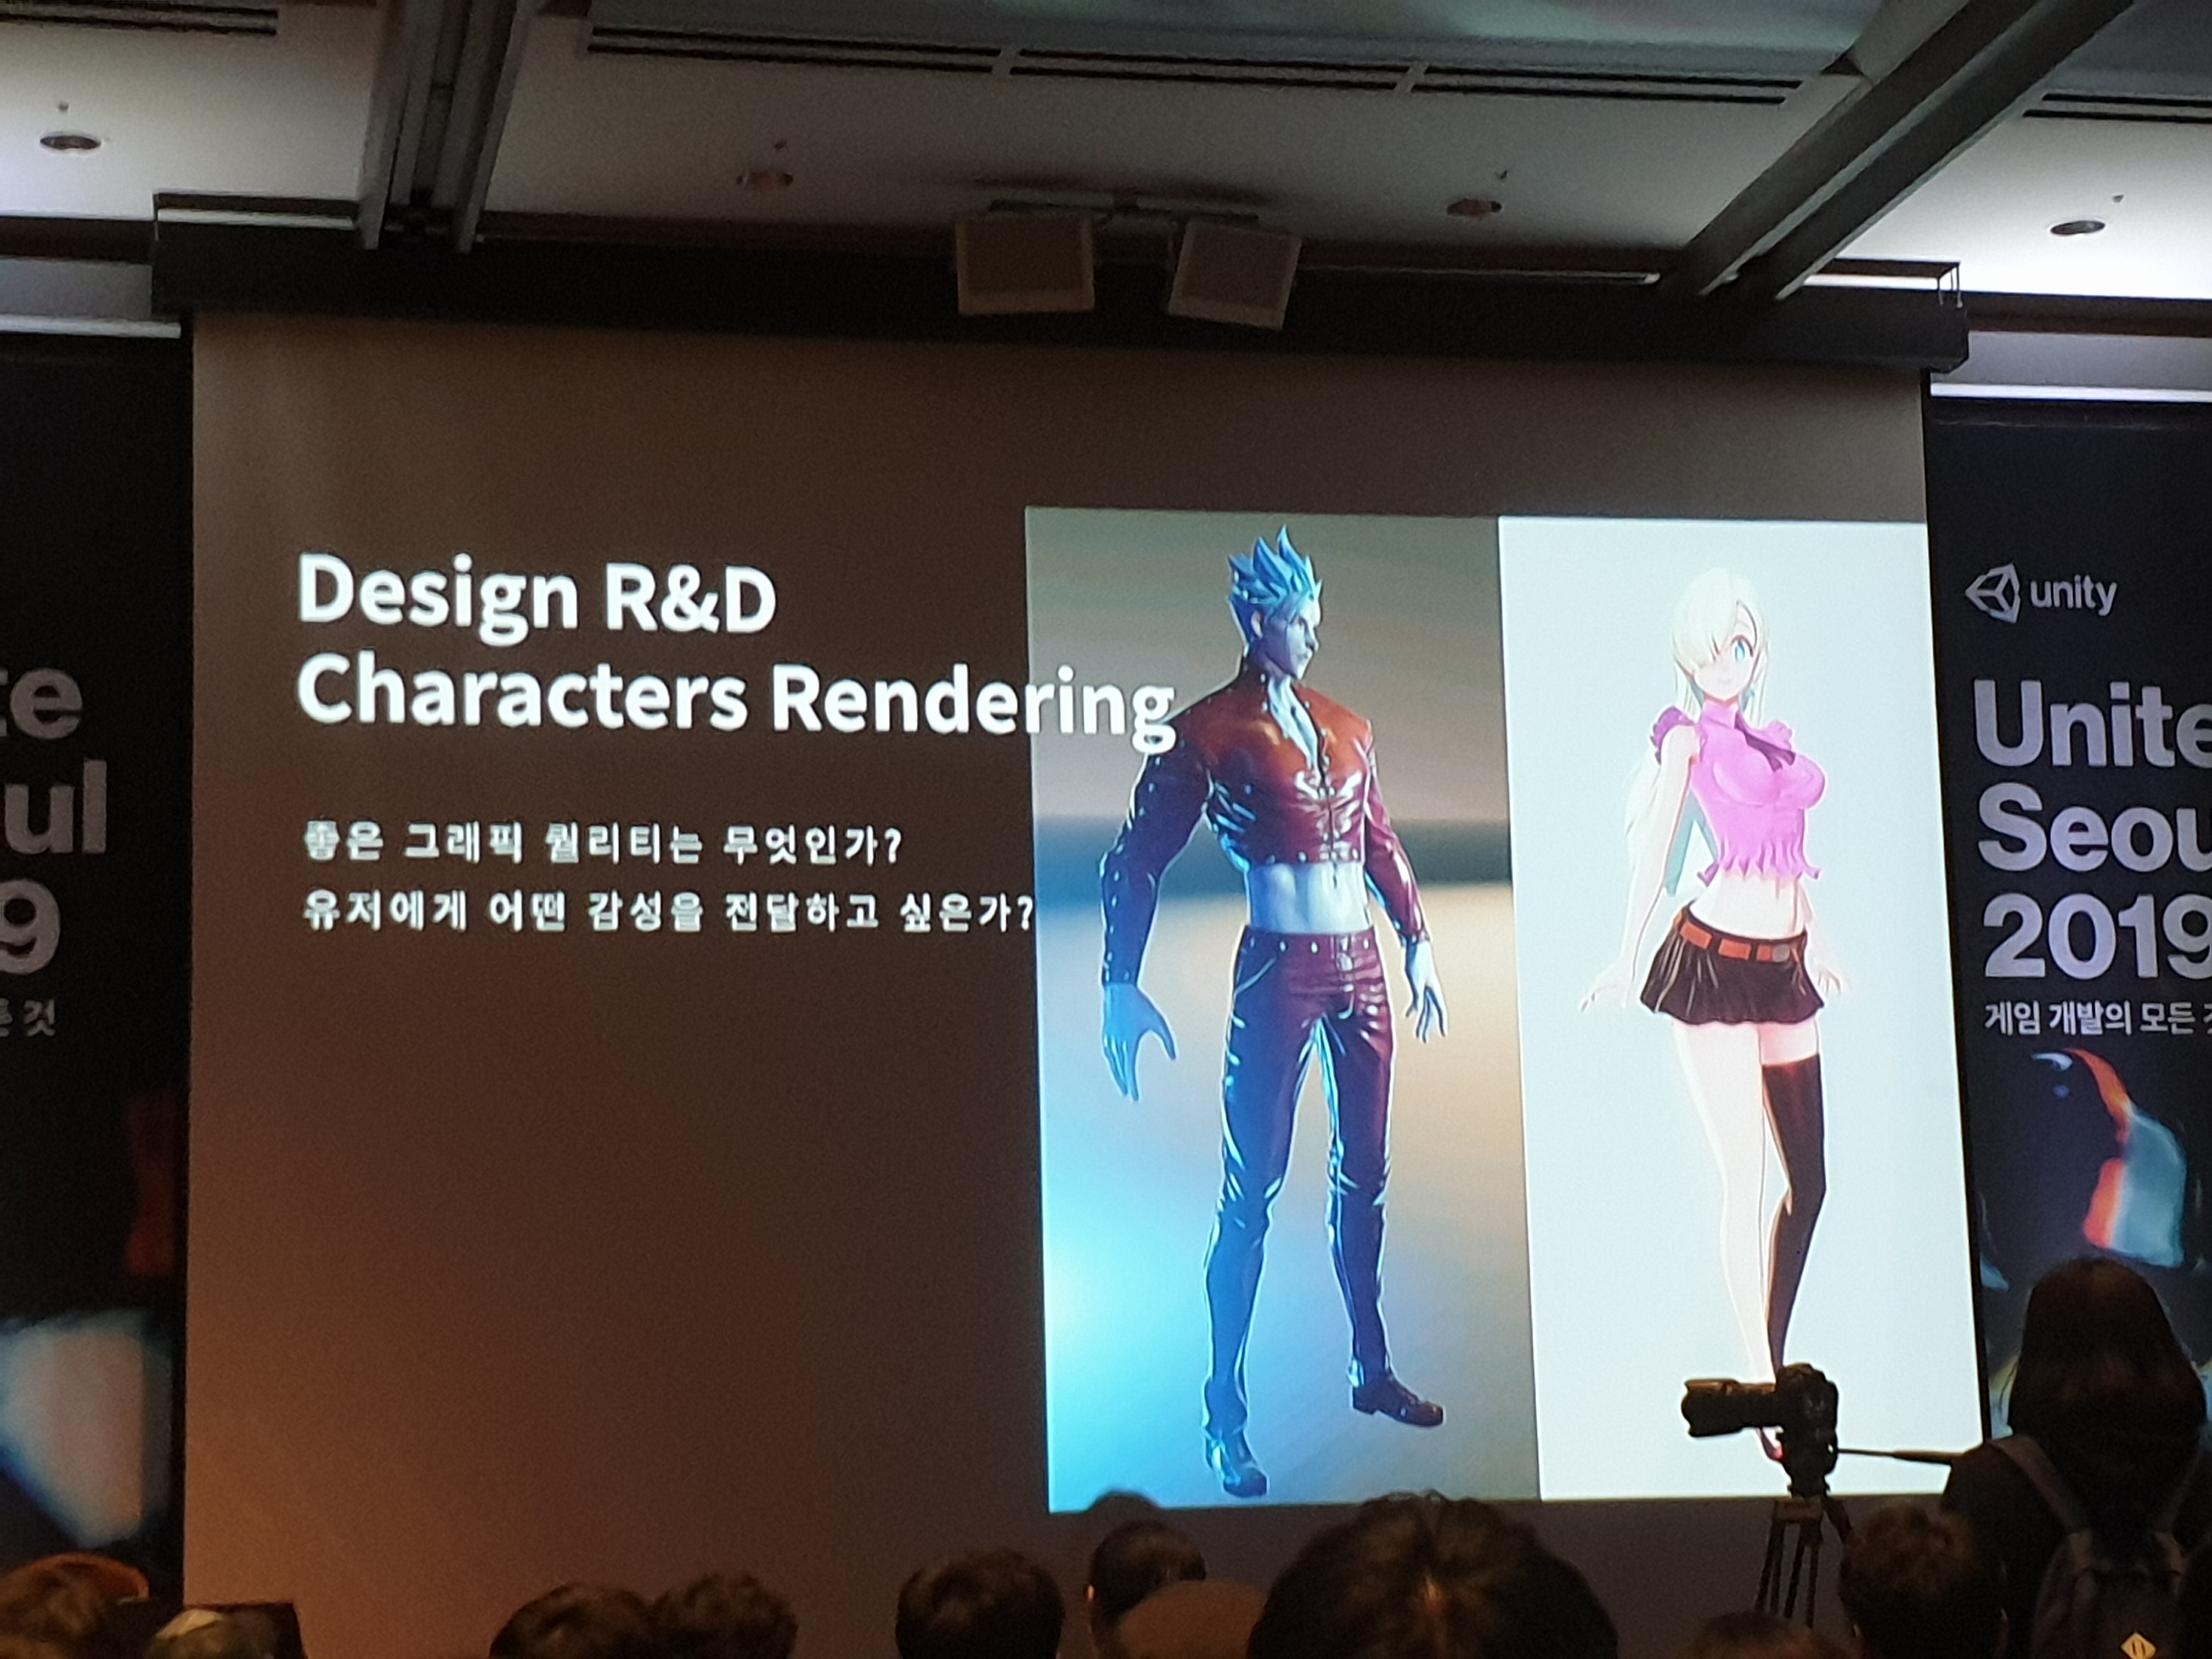 Design R&D
Characters Rendering
좋은 그래픽 퀄리티는 무엇인가?
유저에게 어떤 감성을 전달하고 싶은가?
unity
Unite
Seou
2019
게임 개발의 모든
te
ul
9
든 것